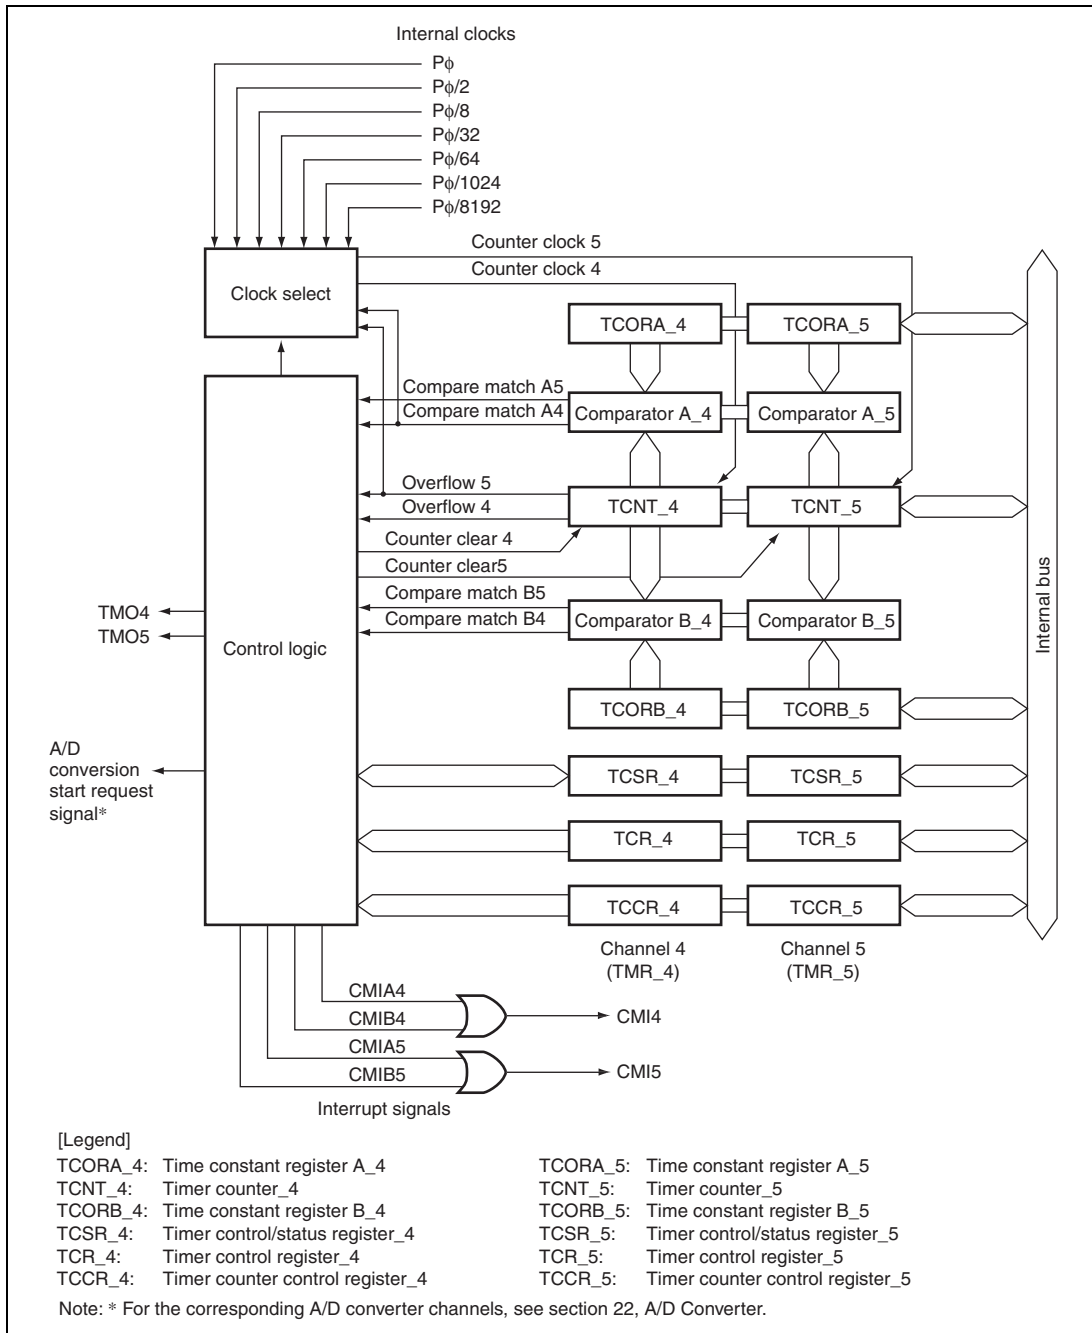 Internal clocks
Pϕ
Pϕ/2
Pϕ/8
Pϕ/32
Pϕ/64
Pϕ/1024
Pϕ/8192
Counter clock 5
Counter clock 4
Clock select
TCORA_4
TCORA_5
Compare match A5
Compare match A4
Comparator A_4
Comparator A_5
Overflow 5
Overflow 4
TCNT_4
TCNT_5
Counter clear 4
Counter clear5
Compare match B5
Compare match B4
Comparator B_4
Comparator B_5
TMO4
TMO5
Control logic
Internal bus
TCORB_4
TCORB_5
A/D
conversion
start request
signal*
TCSR_4
TCSR_5
TCR_4
TCR_5
TCCR_4
TCCR_5
Channel 4
(TMR_4)
Channel 5
(TMR_5)
CMIA4
CMIB4
CMI4
CMIA5
CMIB5
CMI5
Interrupt signals
[Legend]
TCORA_4: Time constant register A_4
TCNT_4: Timer counter_4
TCORB_4: Time constant register B_4
TCSR_4: Timer control/status register_4
TCR_4: Timer control register_4
TCCR_4: Timer counter control register_4
TCORA_5: Time constant register A_5
TCNT_5: Timer counter_5
TCORB_5: Time constant register B_5
TCSR_5: Timer control/status register_5
TCR_5: Timer control register_5
TCCR_5: Timer counter control register_5
Note: * For the corresponding A/D converter channels, see section 22, A/D Converter.